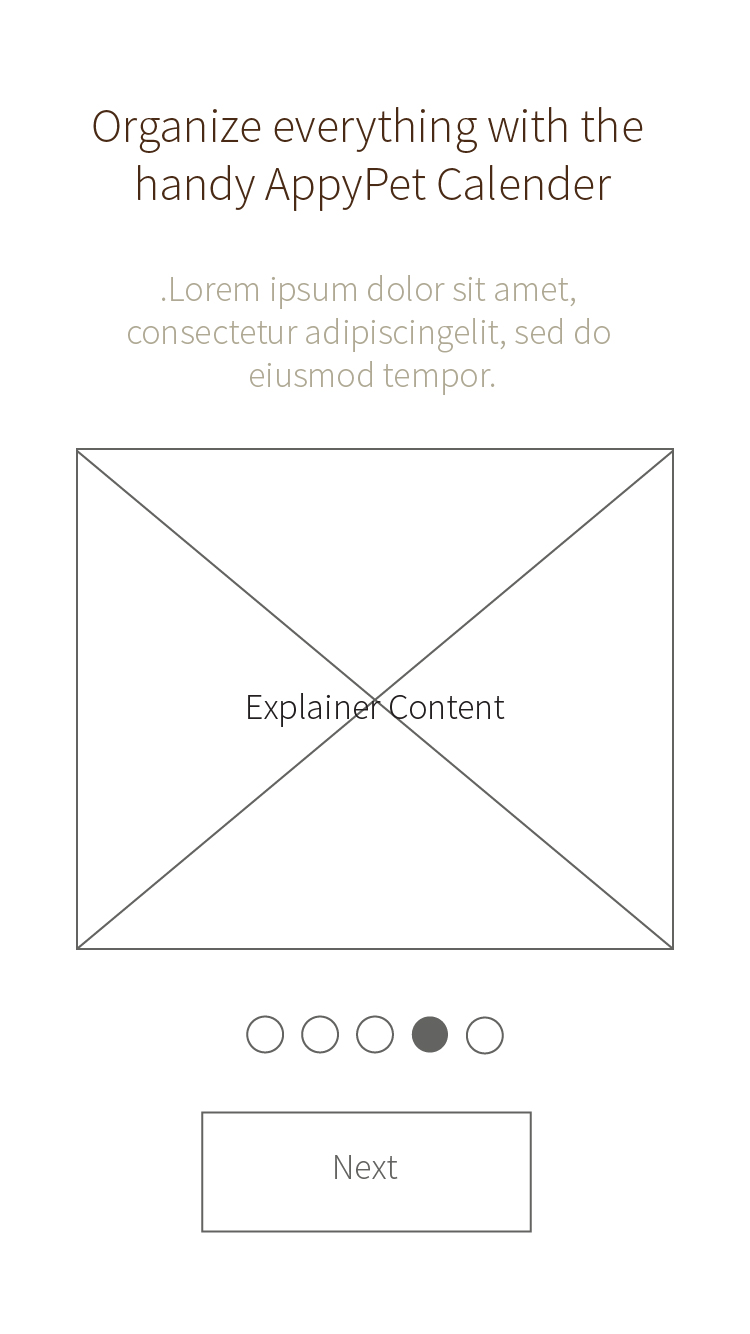 Organize everything with the
handy AppyPet Calender
.Lorem ipsum dolor sit amet,
consectetur adipiscingelit, sed do
eiusmod tempor.
Explainer Content
Next